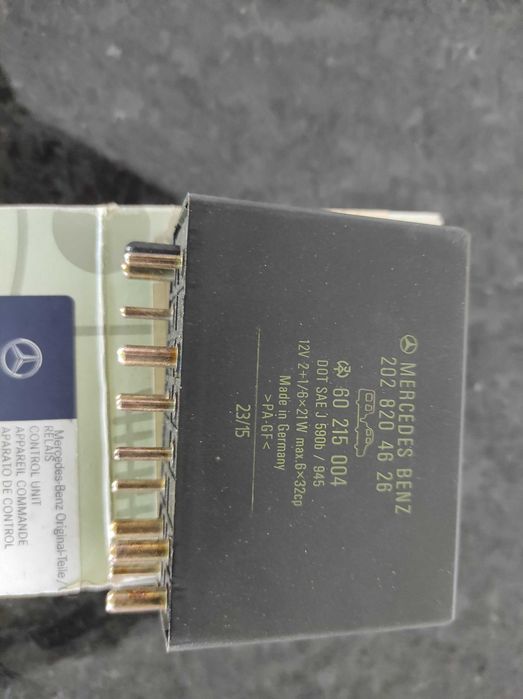 MERCEDES BENZ
202 820 46 26
60 215 004
DOT SAE J 590b / 945
12V 2+1/6×21W max.6×32cp
Made in Germany
>PA-GF<
23/15
Mercedes-Benz Original-Teile/
RELAIS
CONTROL UNIT
APPAREIL COMMANDE
APARATO DE CONTROL